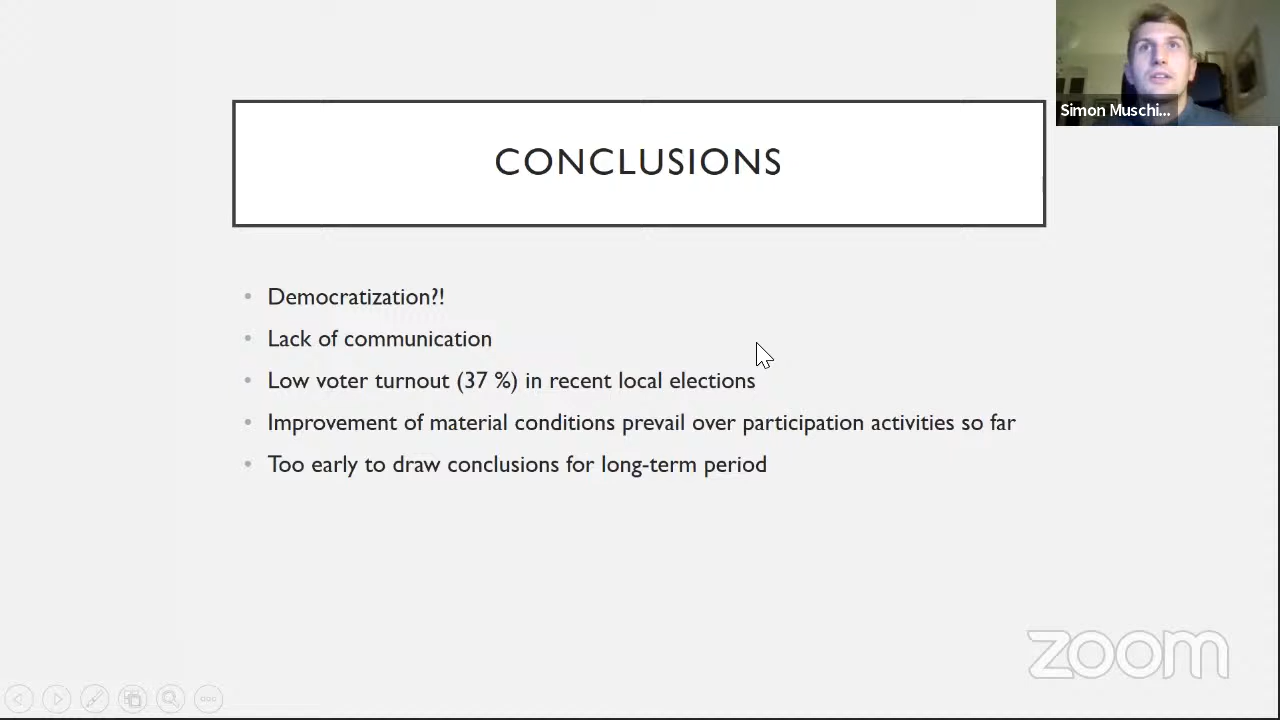 Simon Muschi...
CONCLUSIONS
• Democratization?!
• Lack of communication
• Low voter turnout (37 %) in recent local elections
• Improvement of material conditions prevail over participation activities so far
• Too early to draw conclusions for long-term period
zoom